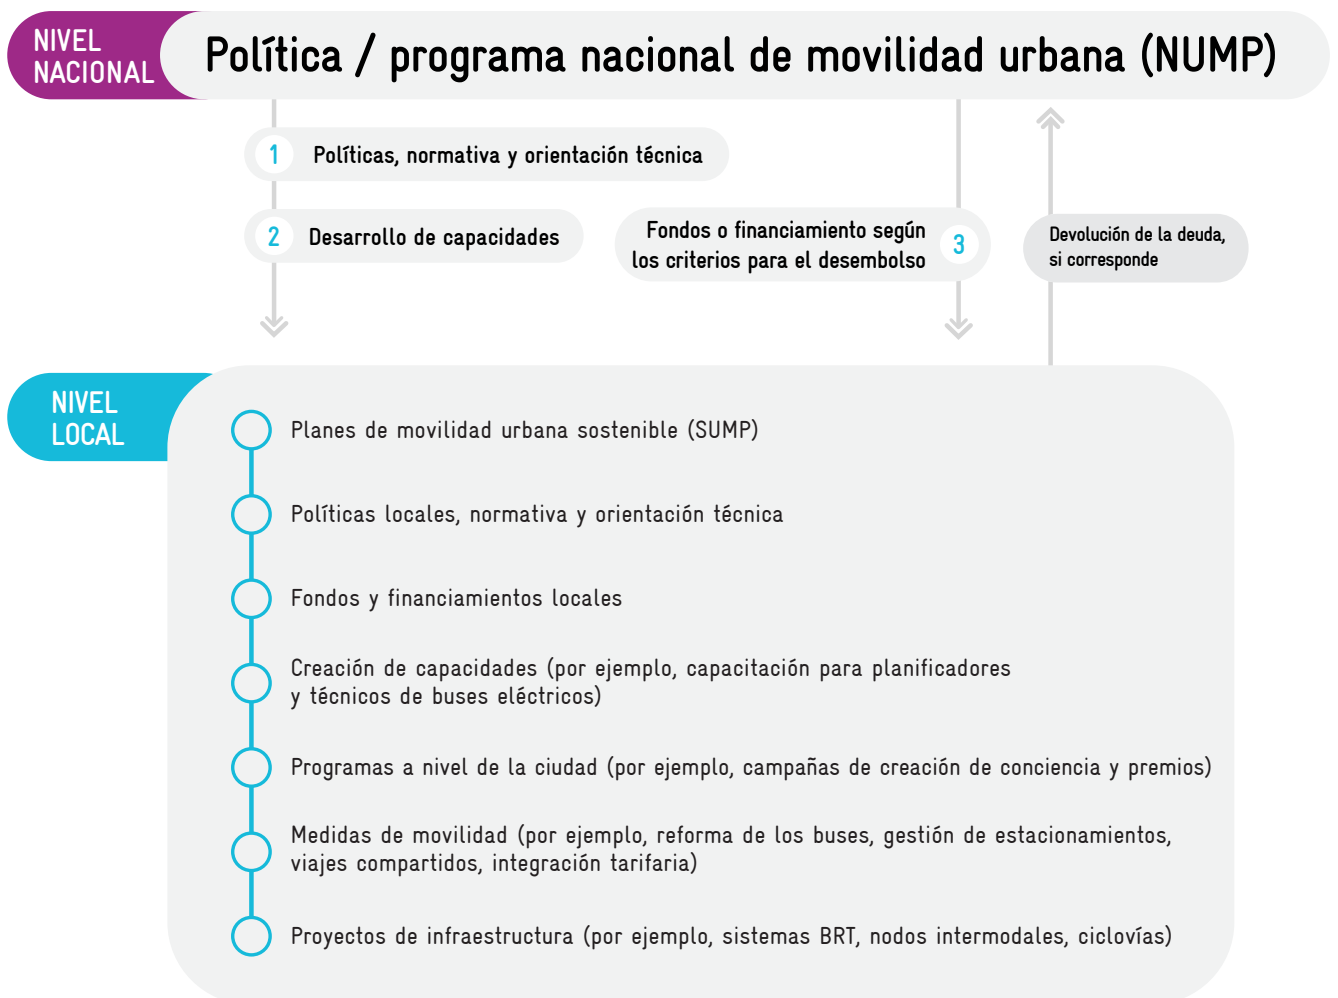 NIVEL
NACIONAL
Política / programa nacional de movilidad urbana (NUMP)
1 Políticas, normativa y orientación técnica
2 Desarrollo de capacidades
Fondos o financiamiento según
los criterios para el desembolso
3
Devolución de la deuda,
si corresponde
NIVEL
LOCAL
Planes de movilidad urbana sostenible (SUMP)
Políticas locales, normativa y orientación técnica
Fondos y financiamientos locales
Creación de capacidades (por ejemplo, capacitación para planificadores
y técnicos de buses eléctricos)
Programas a nivel de la ciudad (por ejemplo, campañas de creación de conciencia y premios)
Medidas de movilidad (por ejemplo, reforma de los buses, gestión de estacionamientos,
viajes compartidos, integración tarifaria)
Proyectos de infraestructura (por ejemplo, sistemas BRT, nodos intermodales, ciclovías)